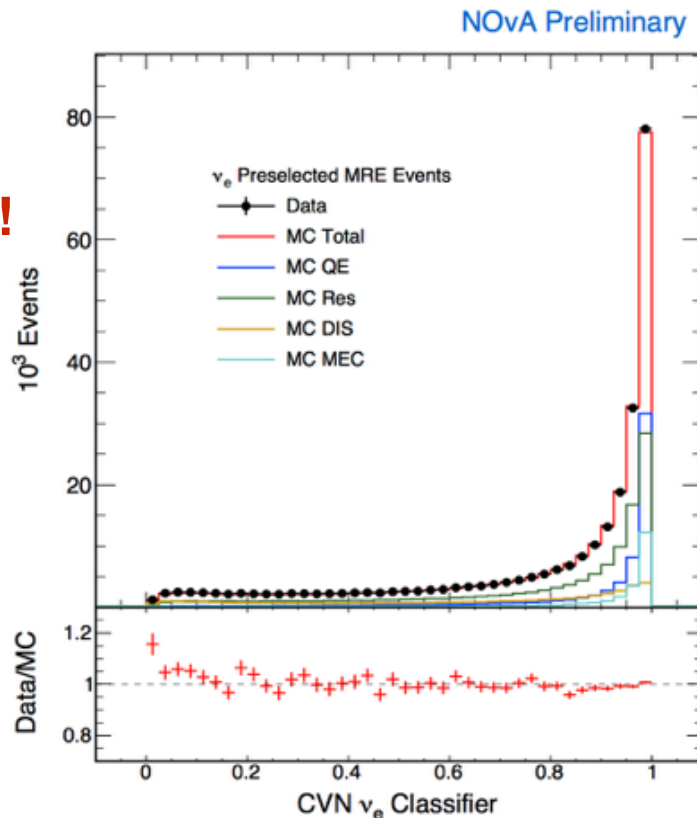 NOvA Preliminary
!
80
60
40
20
10³ Events
νₑ Preselected MRE Events
Data
MC Total
MC QE
MC Res
MC DIS
MC MEC
1.2
1
0.8
Data/MC
0
0.2
0.4
0.6
0.8
1
CVN νₑ Classifier